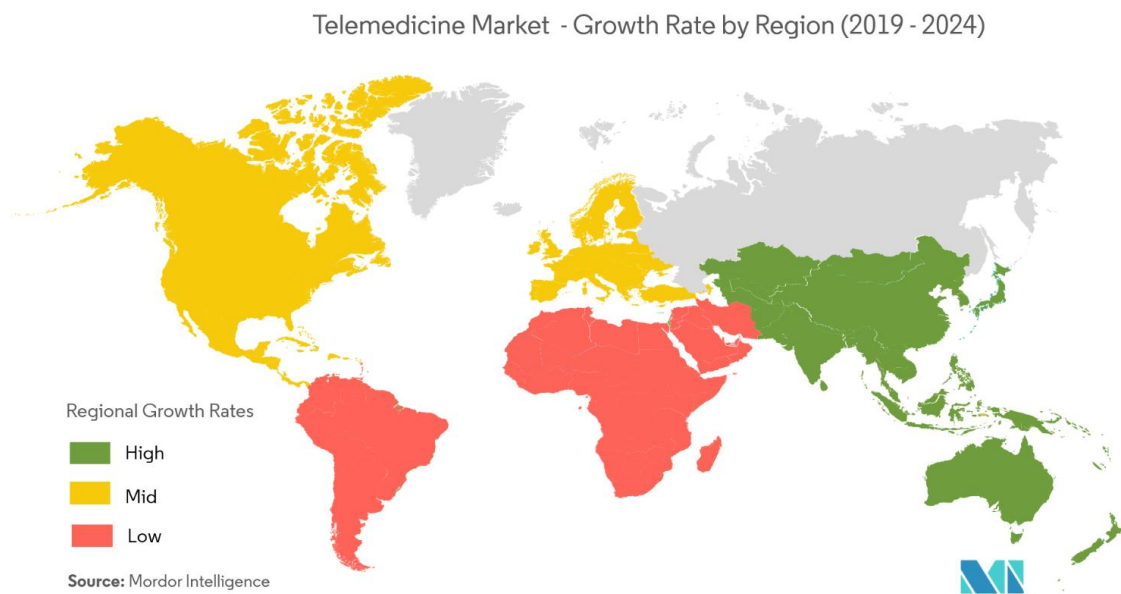 Telemedicine Market - Growth Rate by Region (2019 - 2024)
Regional Growth Rates
High
Mid
Low
Source: Mordor Intelligence